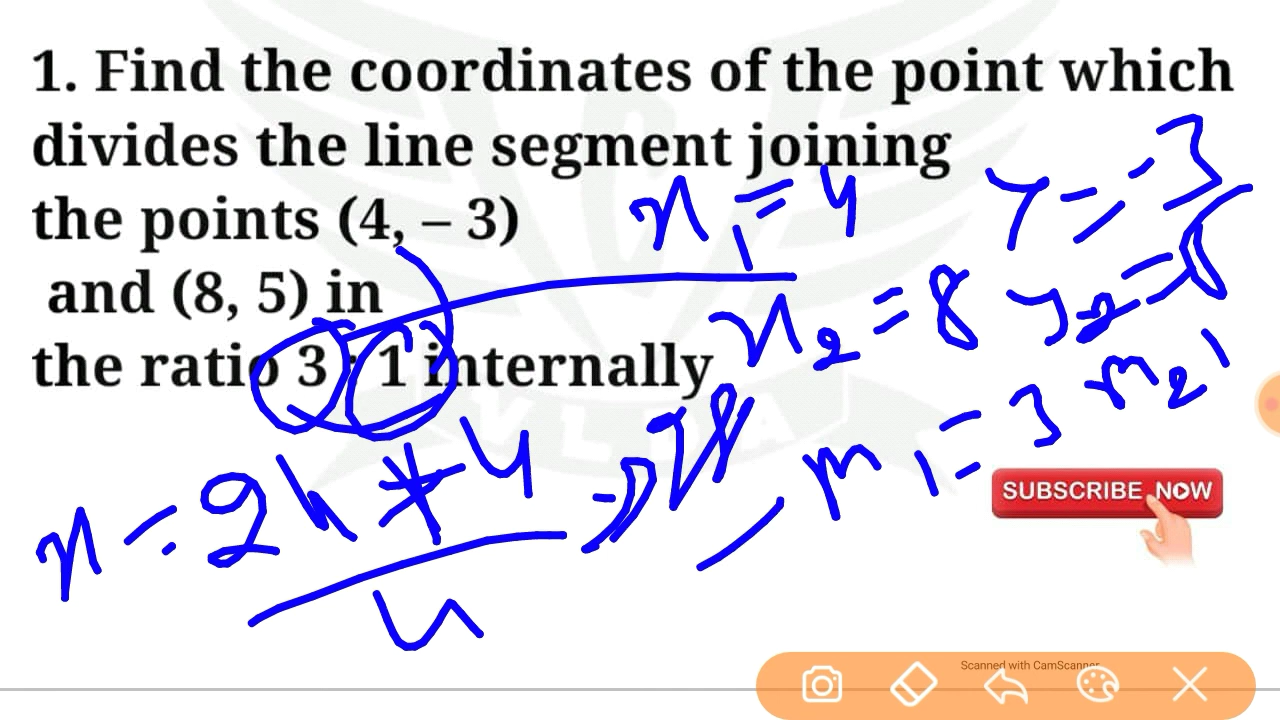 1. Find the coordinates of the point which
divides the line segment joining
the points (4, – 3)
and (8, 5) in
the ratio 3 : 1 internally
x1 = 4
y = -3
x2 = 8
y2 =
m1 = 3
m2 1
x = 24 + 4
4
28
SUBSCRIBE NOW
Scanned with CamScanner